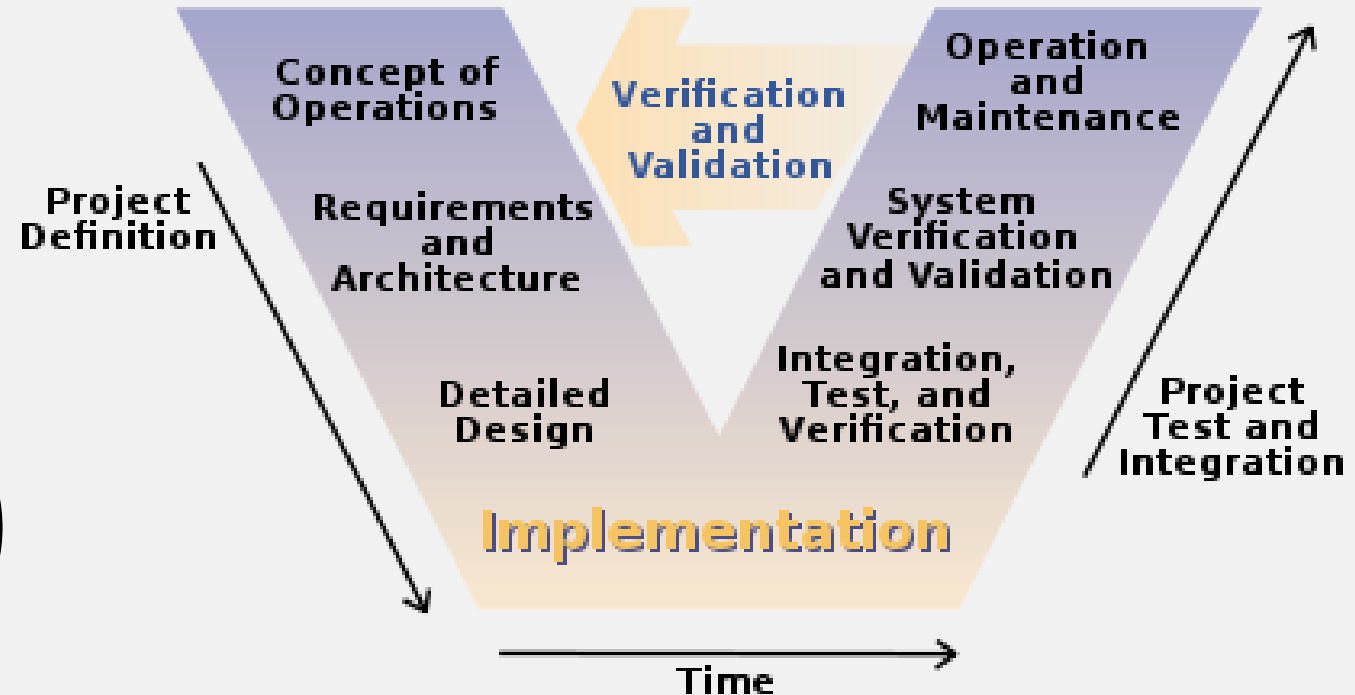 Concept of
Operations
Verification
and
Validation
Operation
and
Maintenance
Project
Definition
Requirements
and
Architecture
System
Verification
and Validation
Detailed
Design
Integration,
Test, and
Verification
Project
Test and
Integration
Implementation
Time